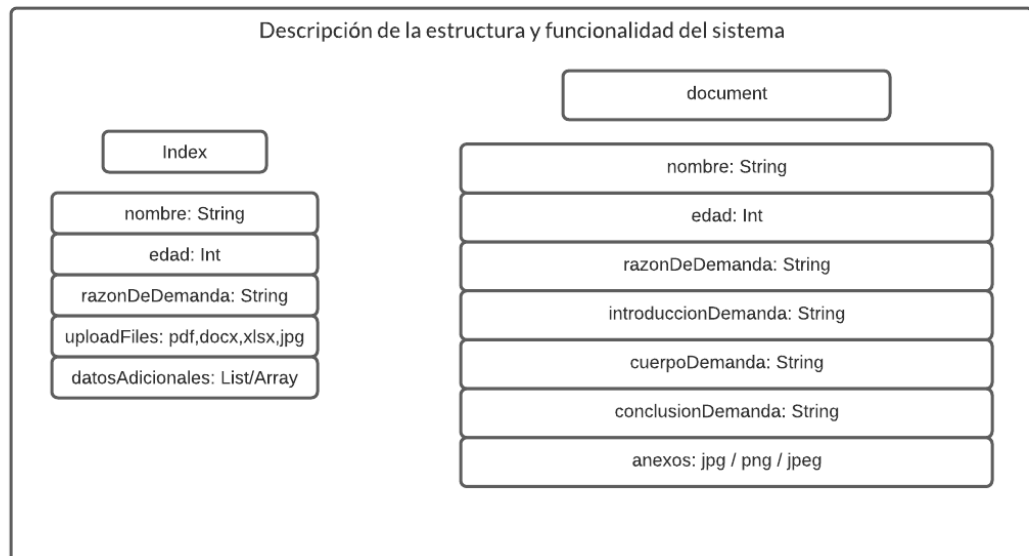 Descripción de la estructura y funcionalidad del sistema
Index
nombre: String
edad: Int
razonDeDemanda: String
uploadFiles: pdf,docx,xlsx,jpg
datosAdicionales: List/Array
document
nombre: String
edad: Int
razonDeDemanda: String
introduccionDemanda: String
cuerpoDemanda: String
conclusionDemanda: String
anexos: jpg / png / jpeg